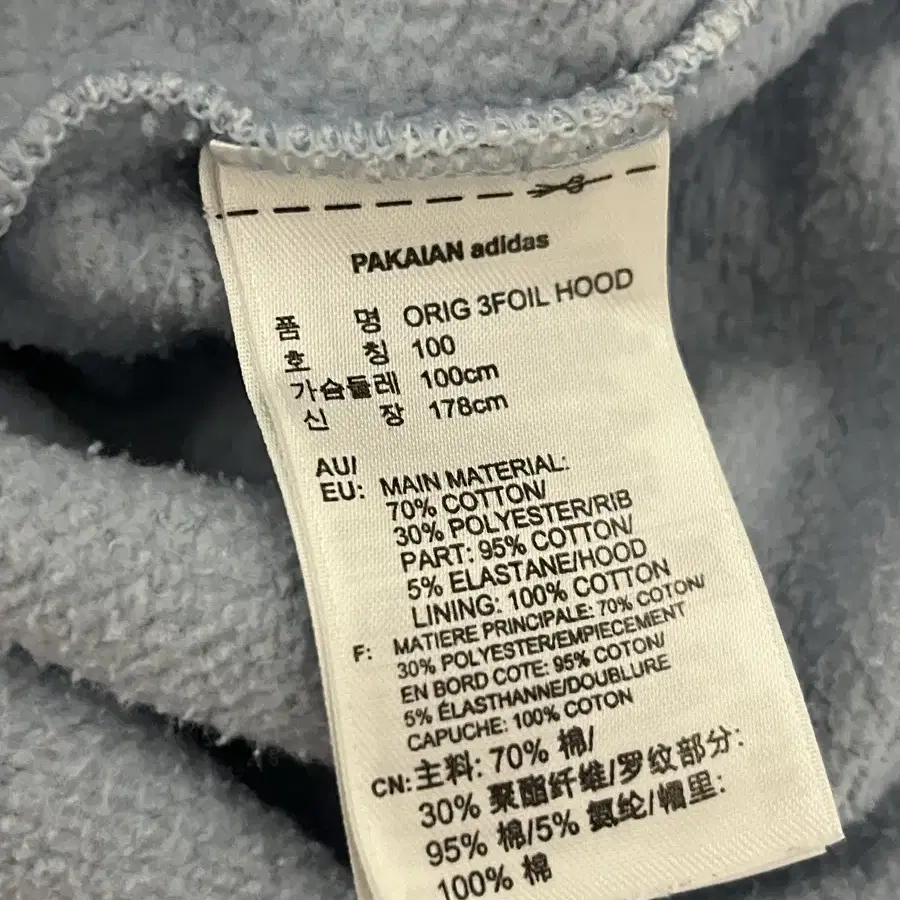 PAKAIAN adidas
품 명 ORIG 3FOIL HOOD
호 칭 100
가슴둘레 100cm
신 장 178cm
AU/
EU: MAIN MATERIAL:
70% COTTON/
30% POLYESTER/RIB
PART: 95% COTTON/
5% ELASTANE/HOOD
LINING: 100% COTTON
F: MATIERE PRINCIPALE: 70% COTON/
30% POLYESTER/EMPIECEMENT
EN BORD COTE: 95% COTON/
5% ÉLASTHANNE/DOUBLURE
CAPUCHE: 100% COTON
CN: 主料: 70% 棉/
30% 聚酯纤维/罗纹部分:
95% 棉/5% 氨纶/帽里:
100% 棉